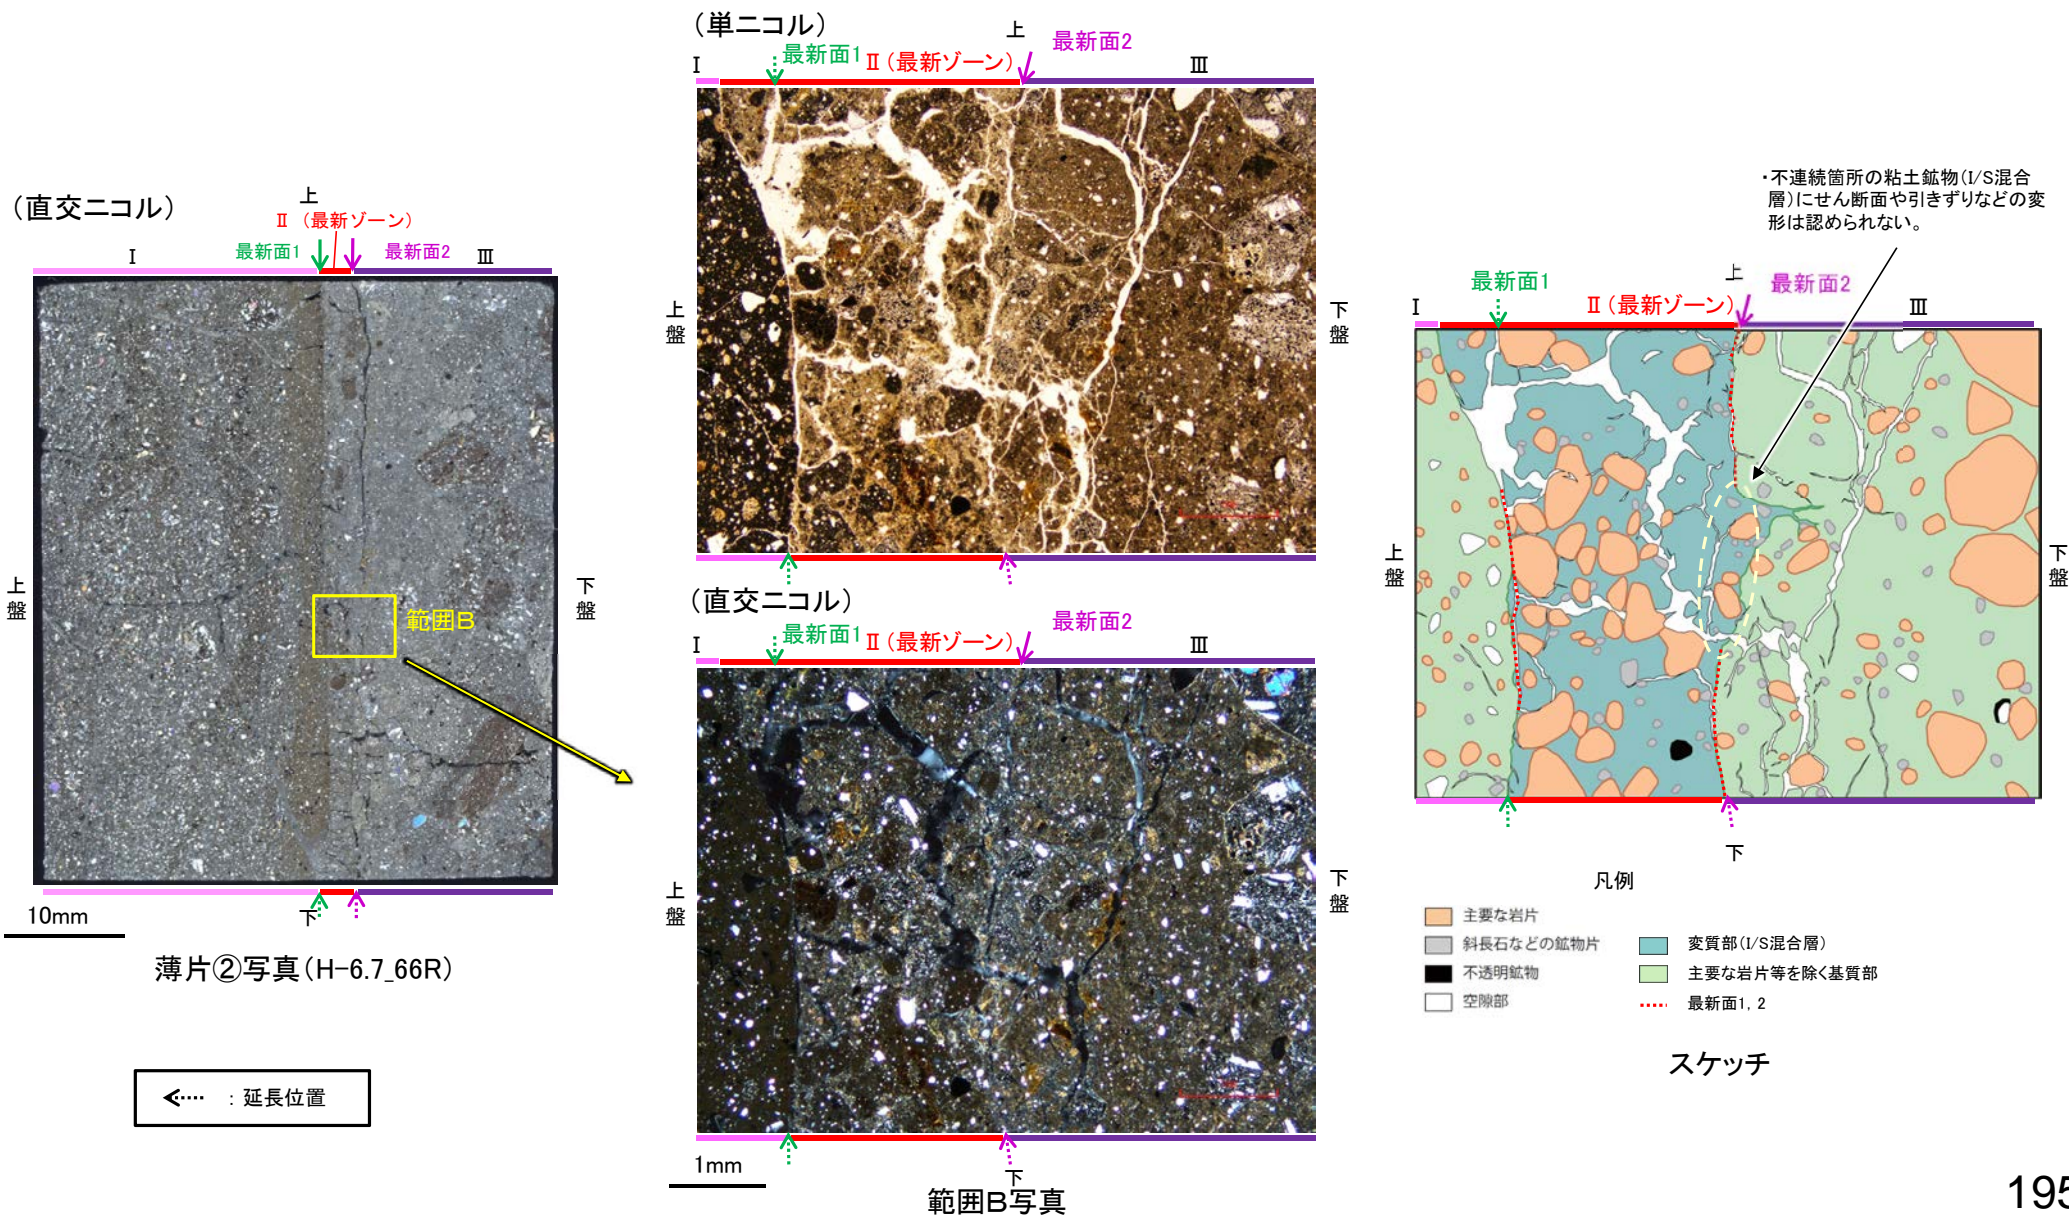 （直交ニコル）
上
Ⅱ （最新ゾーン）
Ⅰ
最新面1
最新面2
Ⅲ
上盤
下盤
範囲B
下
10mm
薄片②写真（H-6.7_66R）
：延長位置
（単ニコル）
上
最新面2
Ⅰ
最新面1
Ⅱ（最新ゾーン）
Ⅲ
上盤
下盤
（直交ニコル）
最新面2
Ⅰ
最新面1
Ⅱ（最新ゾーン）
Ⅲ
上盤
下盤
1mm
下
範囲B写真
・不連続箇所の粘土鉱物（I/S混合
層）にせん断面や引きずりなどの変
形は認められない。
上
最新面1
最新面2
Ⅰ
Ⅱ（最新ゾーン）
Ⅲ
上盤
下盤
下
凡例
主要な岩片
斜長石などの鉱物片
不透明鉱物
空隙部
変質部（I/S混合層）
主要な岩片等を除く基質部
最新面1, 2
スケッチ
195